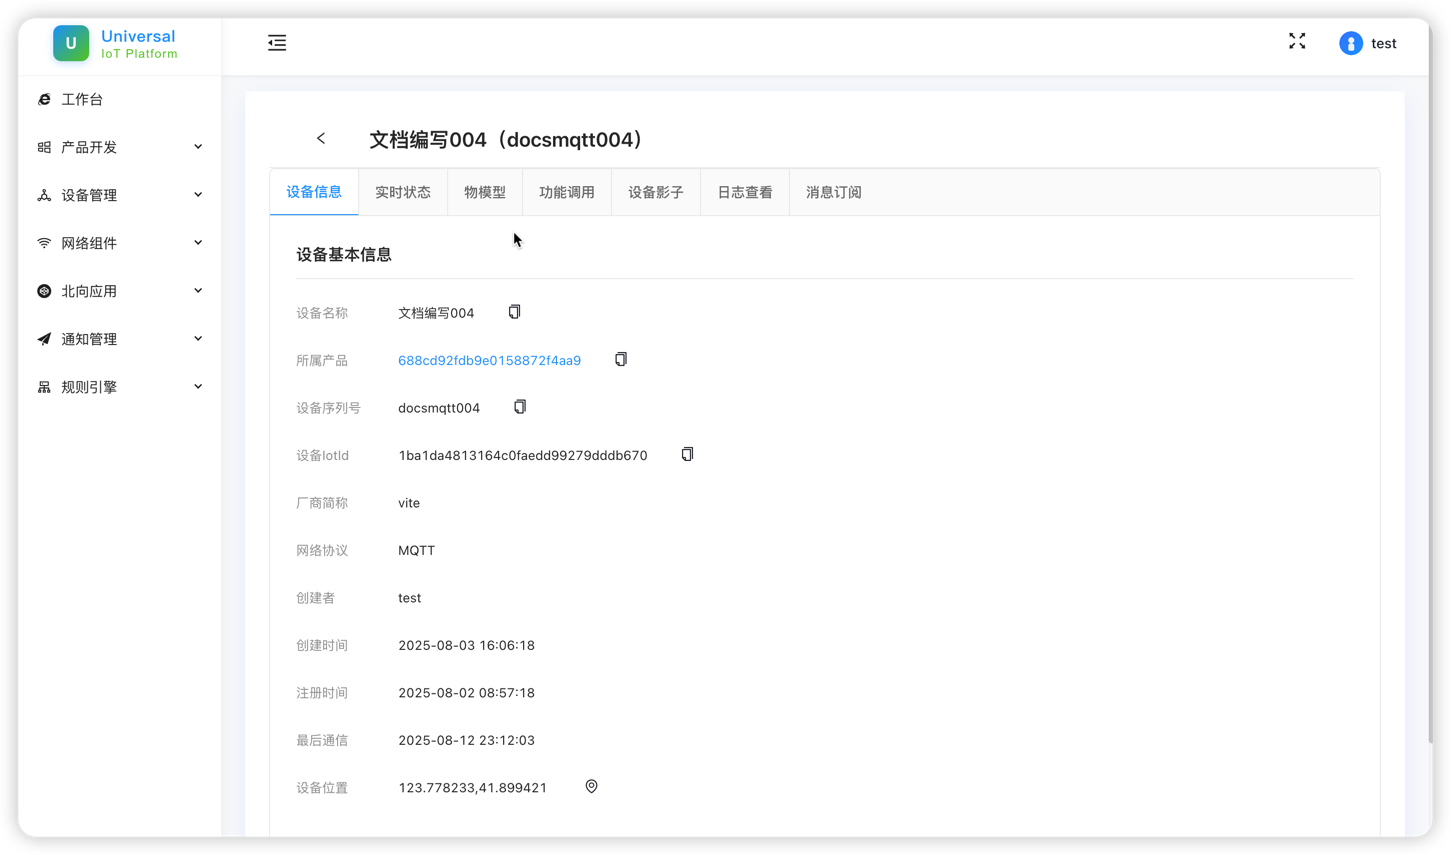 U
Universal
IoT Platform
test
工作台
产品开发
设备管理
网络组件
北向应用
通知管理
规则引擎
文档编写004（docsmqtt004）
设备信息 实时状态 物模型 功能调用 设备影子 日志查看 消息订阅
设备基本信息
设备名称 文档编写004
所属产品 688cd92fdb9e0158872f4aa9
设备序列号 docsmqtt004
设备IotId 1ba1da4813164c0faedd99279dddb670
厂商简称 vite
网络协议 MQTT
创建者 test
创建时间 2025-08-03 16:06:18
注册时间 2025-08-02 08:57:18
最后通信 2025-08-12 23:12:03
设备位置 123.778233,41.899421